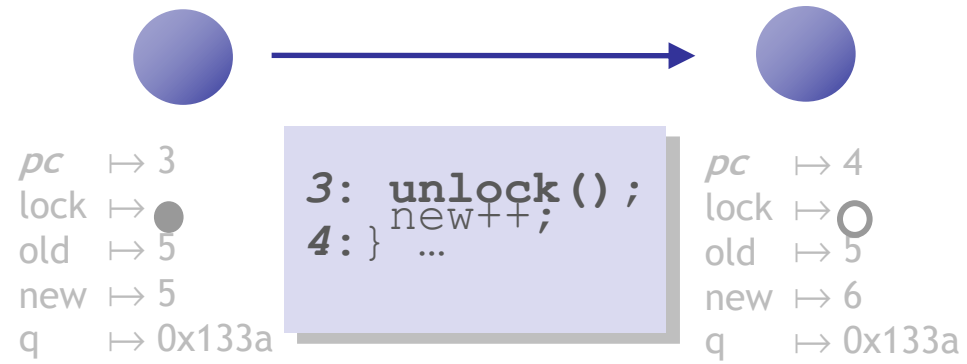 pc ↦ 3
lock ↦ ●
old ↦ 5
new ↦ 5
q ↦ 0x133a
3: unlock();
new++;
4:} …
pc ↦ 4
lock ↦ ○
old ↦ 5
new ↦ 6
q ↦ 0x133a